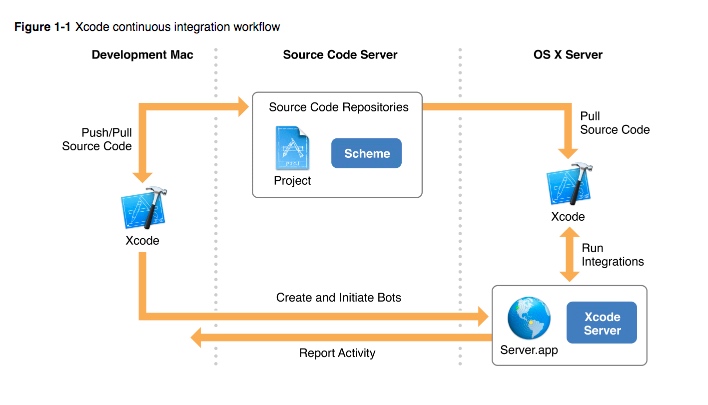 Figure 1-1 Xcode continuous integration workflow
Development Mac
Source Code Server
OS X Server
Source Code Repositories
Push/Pull
Source Code
Pull
Source Code
Project
Scheme
Xcode
Xcode
Run
Integrations
Create and Initiate Bots
Server.app
Xcode
Server
Report Activity